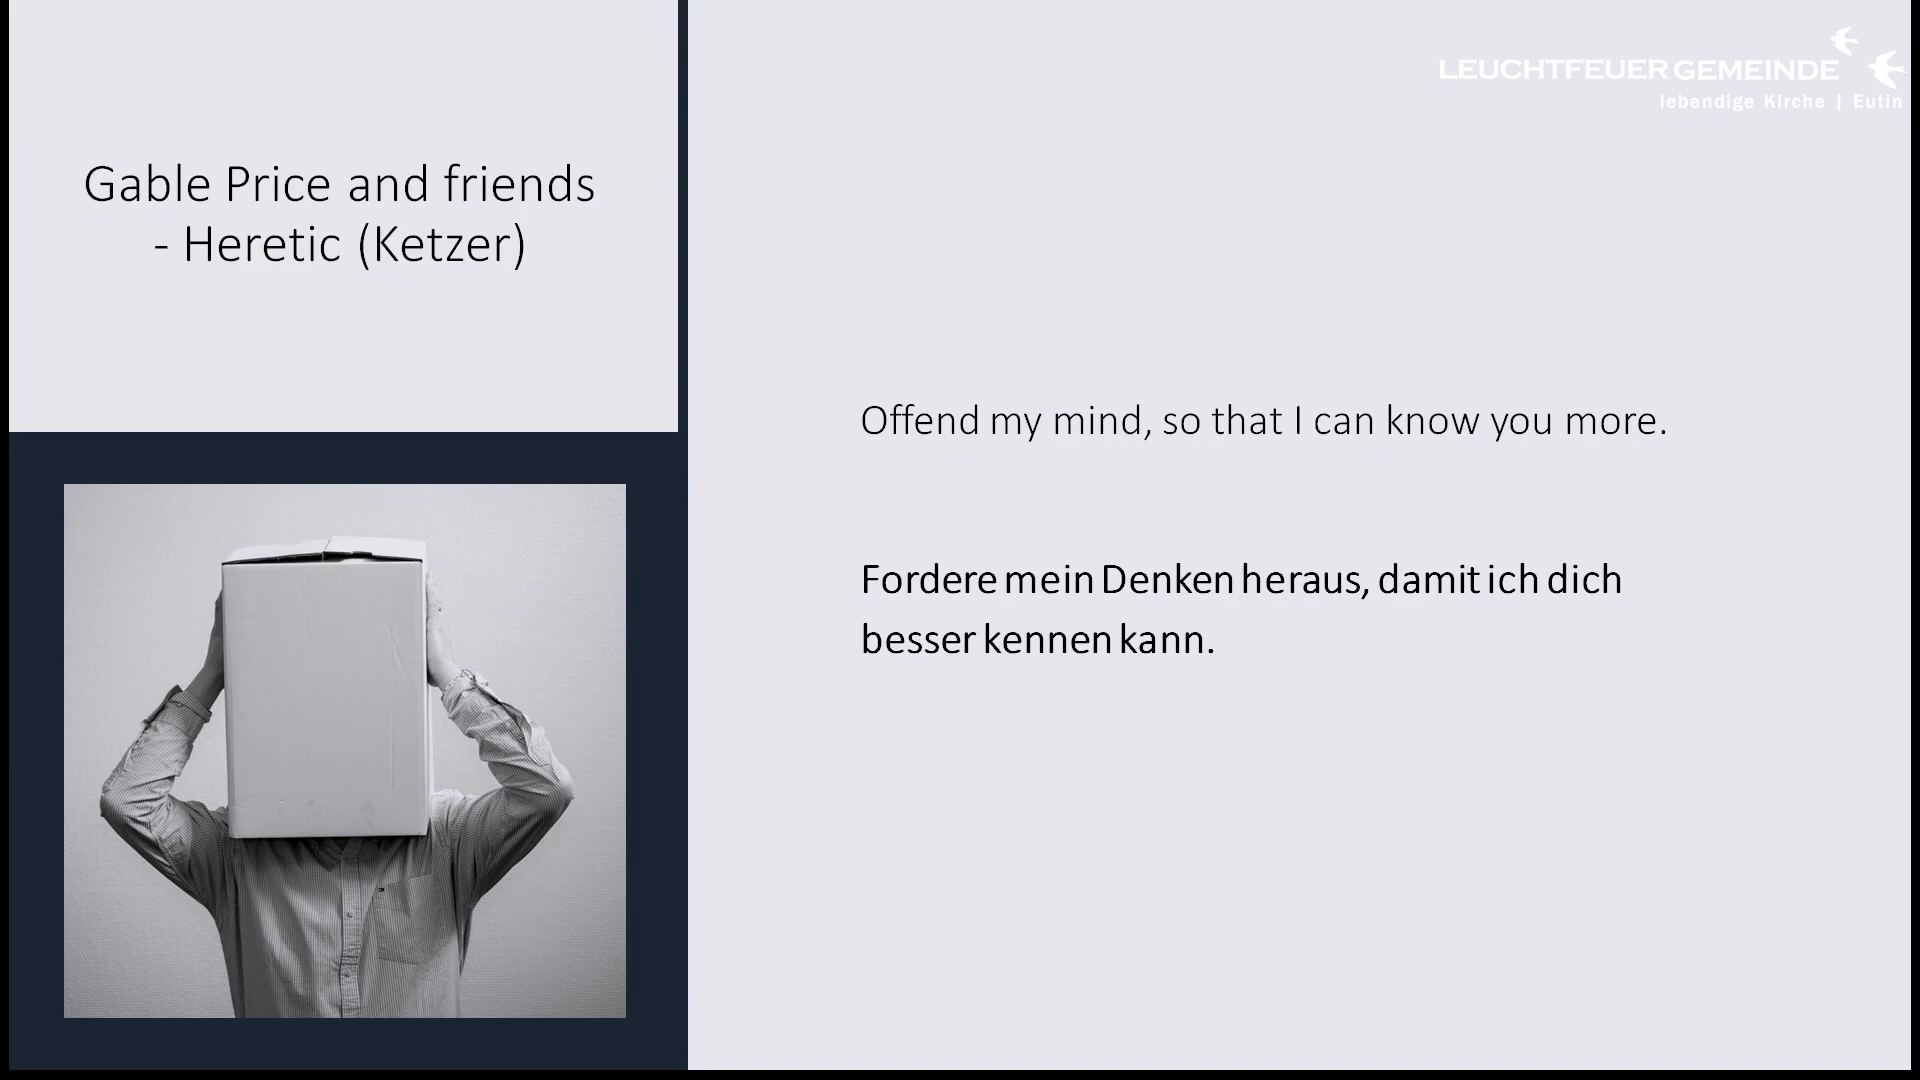 LEUCHTFEUER GEMEINDE
lebendige Kirche | Eutin
Gable Price and friends
- Heretic (Ketzer)
Offend my mind, so that I can know you more.
Fordere mein Denken heraus, damit ich dich
besser kennen kann.